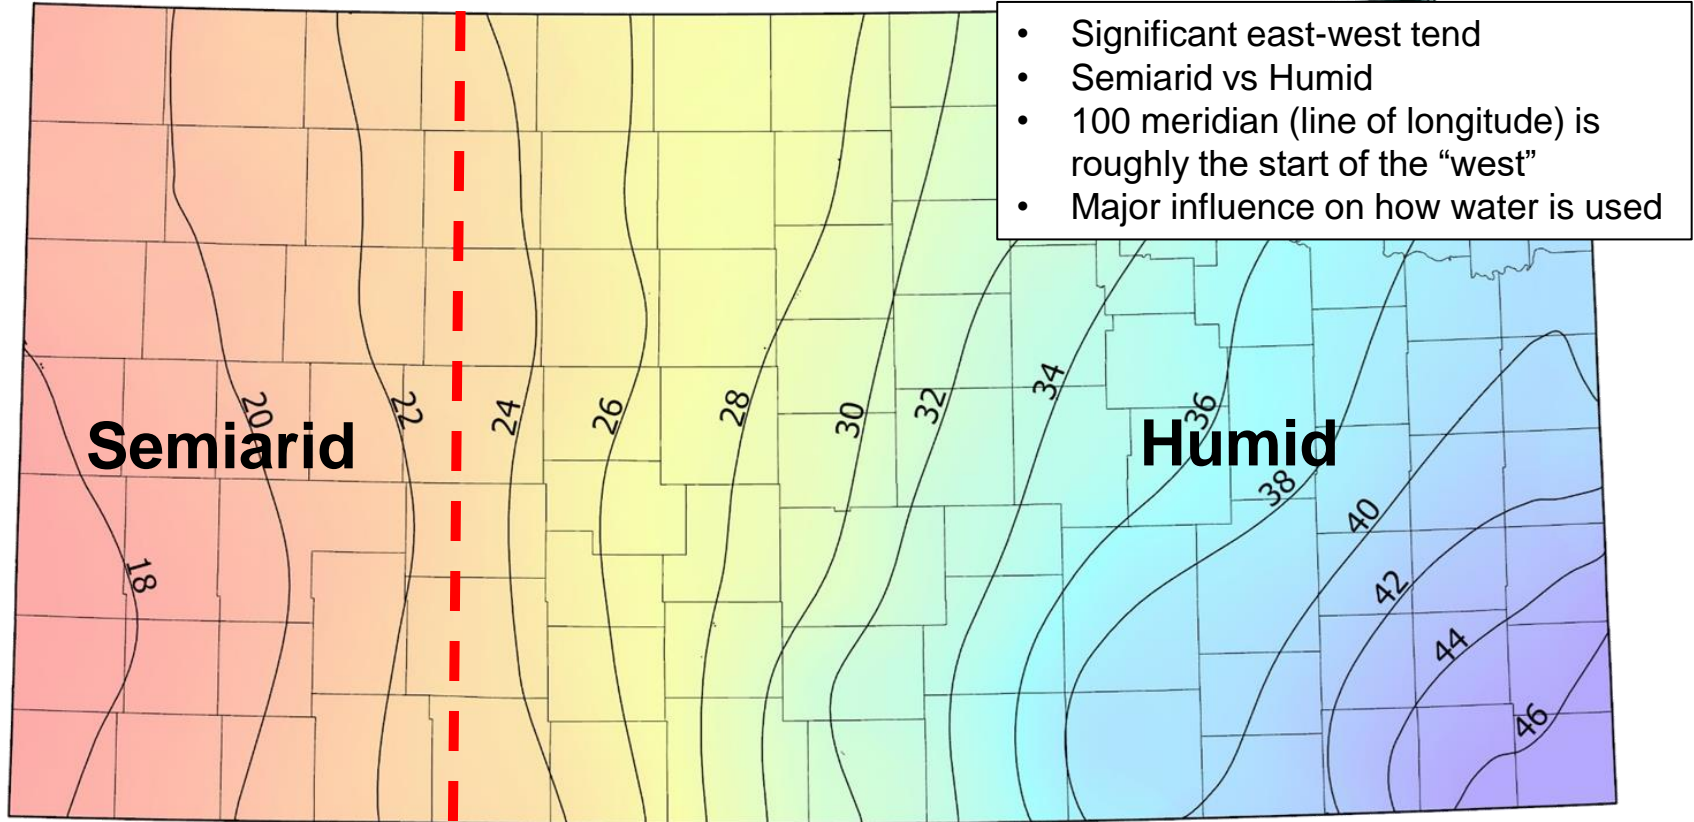 • Significant east-west tend
• Semiarid vs Humid
• 100 meridian (line of longitude) is
roughly the start of the “west”
• Major influence on how water is used
Semiarid
Humid
18
20
22
24
26
28
30
32
34
36
38
40
42
44
46